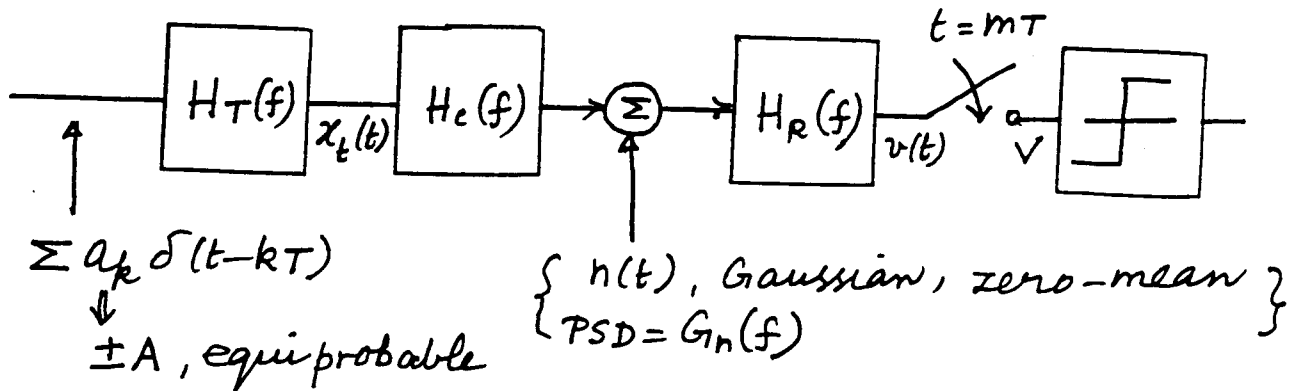 t = mT
H_T(f)
x_t(t)
H_c(f)
Σ
H_R(f)
v(t)
V
Σ a_k δ(t-kT)
⇓
±A, equiprobable
{ n(t), Gaussian, zero-mean }
PSD = G_n(f)